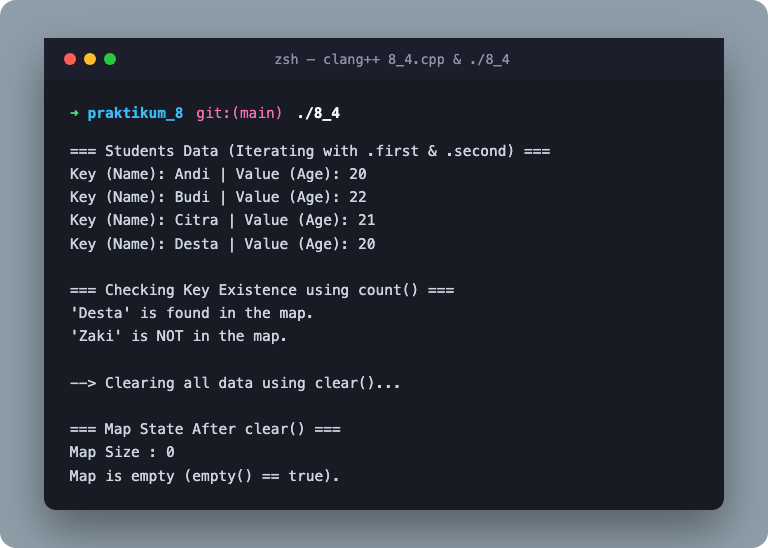 zsh — clang++ 8_4.cpp & ./8_4
➜ praktikum_8 git:(main) ./8_4
=== Students Data (Iterating with .first & .second) ===
Key (Name): Andi | Value (Age): 20
Key (Name): Budi | Value (Age): 22
Key (Name): Citra | Value (Age): 21
Key (Name): Desta | Value (Age): 20
=== Checking Key Existence using count() ===
'Desta' is found in the map.
'Zaki' is NOT in the map.
--> Clearing all data using clear()...
=== Map State After clear() ===
Map Size : 0
Map is empty (empty() == true).